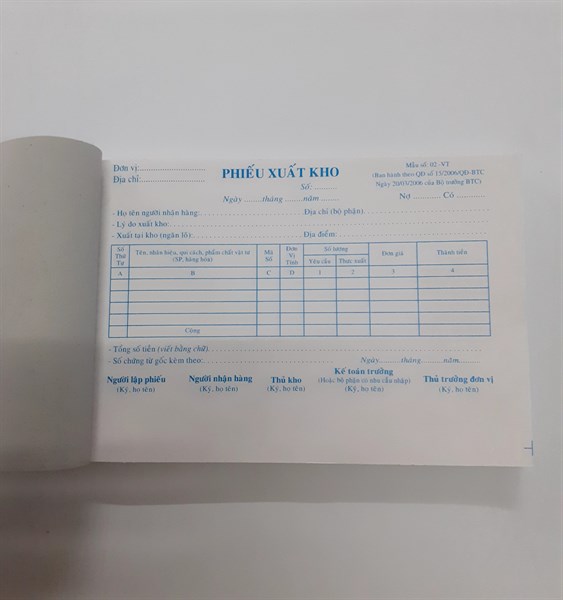 Đơn vị:........................
Địa chỉ:........................
PHIẾU XUẤT KHO
Mẫu số: 02 -VT
(Ban hành theo QĐ số 15/2006/QĐ-BTC
Ngày 20/03/2006 của Bộ trưởng BTC)
Số: .........
Ngày .......tháng .......năm ........
Nợ ........... Có ...........
- Họ tên người nhận hàng:........................ Địa chỉ (bộ phận)........................
- Lý do xuất kho:........................
- Xuất tại kho (ngăn lô):........................ Địa điểm:........................
Số Thứ Tự | Tên, nhãn hiệu, qui cách, phẩm chất vật tư (SP, hàng hóa) | Mã Số | Đơn Vị Tính | Số lượng | Đơn giá | Thành tiền
Yêu cầu | Thực xuất
A | B | C | D | 1 | 2 | 3 | 4
Cộng
- Tổng số tiền (viết bằng chữ)........................
- Số chứng từ gốc kèm theo:........................ Ngày.......tháng.......năm.......
Người lập phiếu Người nhận hàng Thủ kho Kế toán trưởng Thủ trưởng đơn vị
(Ký, họ tên) (Ký, họ tên) (Ký, họ tên) (Hoặc bộ phận có nhu cầu nhập) (Ký, họ tên)
(Ký, họ tên)